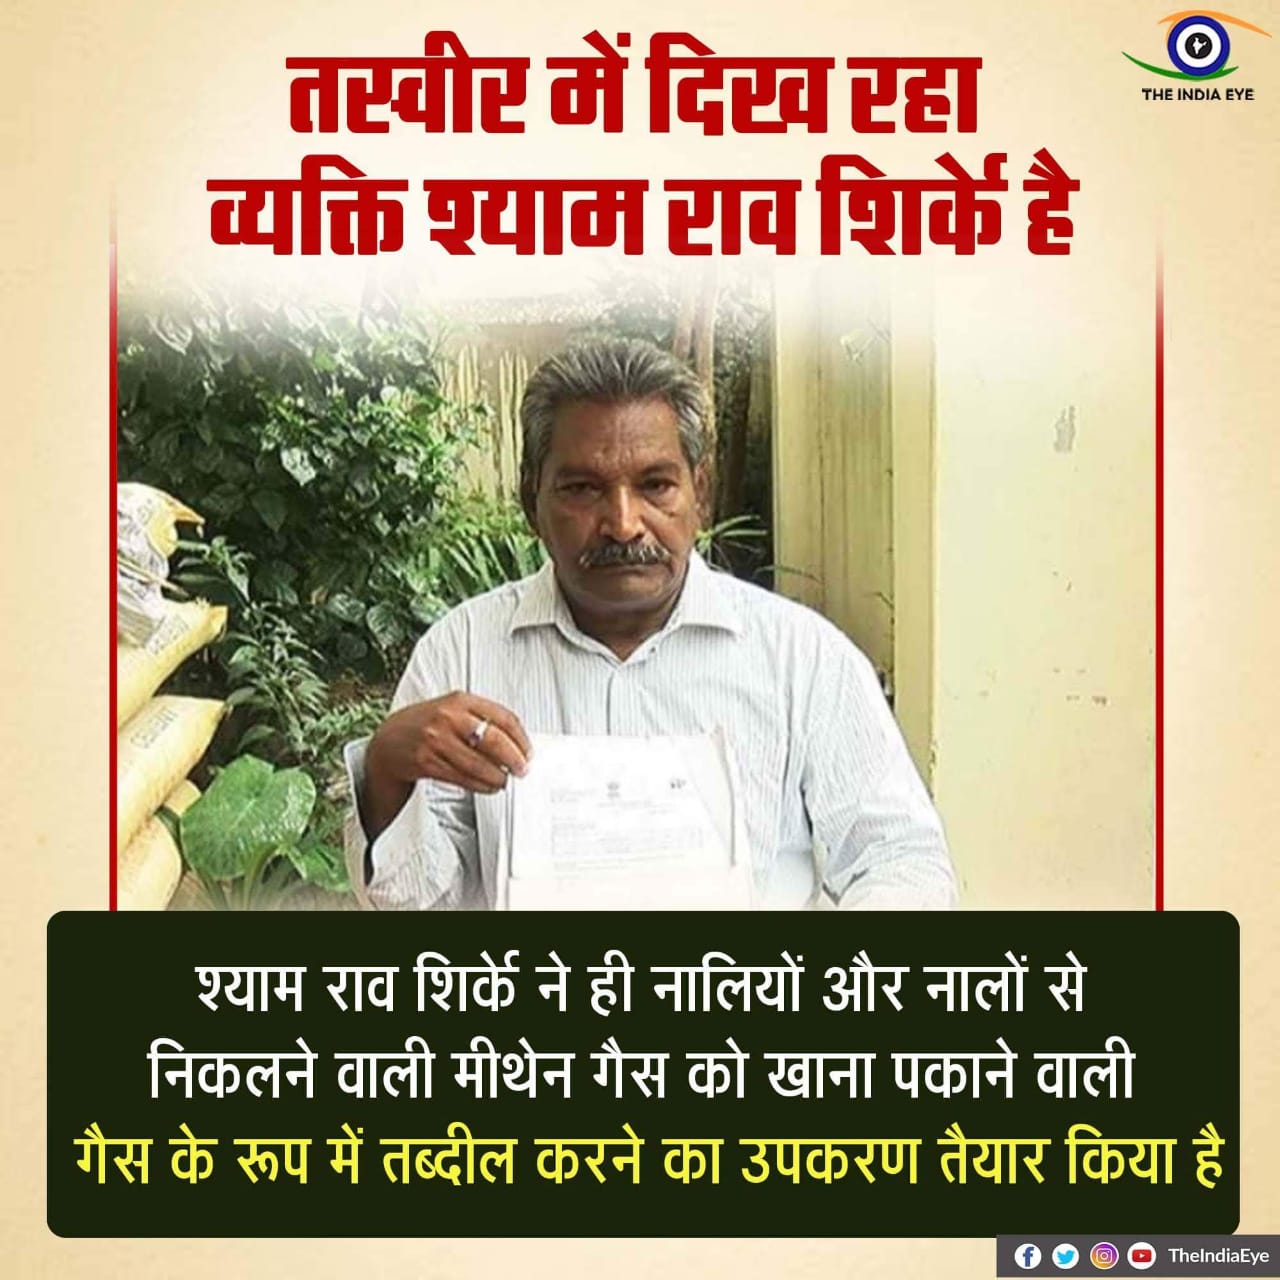 THE INDIA EYE
तस्वीर में दिख रहा
व्यक्ति श्याम राव शिर्के है
श्याम राव शिर्के ने ही नालियों और नालों से
निकलने वाली मीथेन गैस को खाना पकाने वाली
गैस के रूप में तब्दील करने का उपकरण तैयार किया है
TheIndiaEye